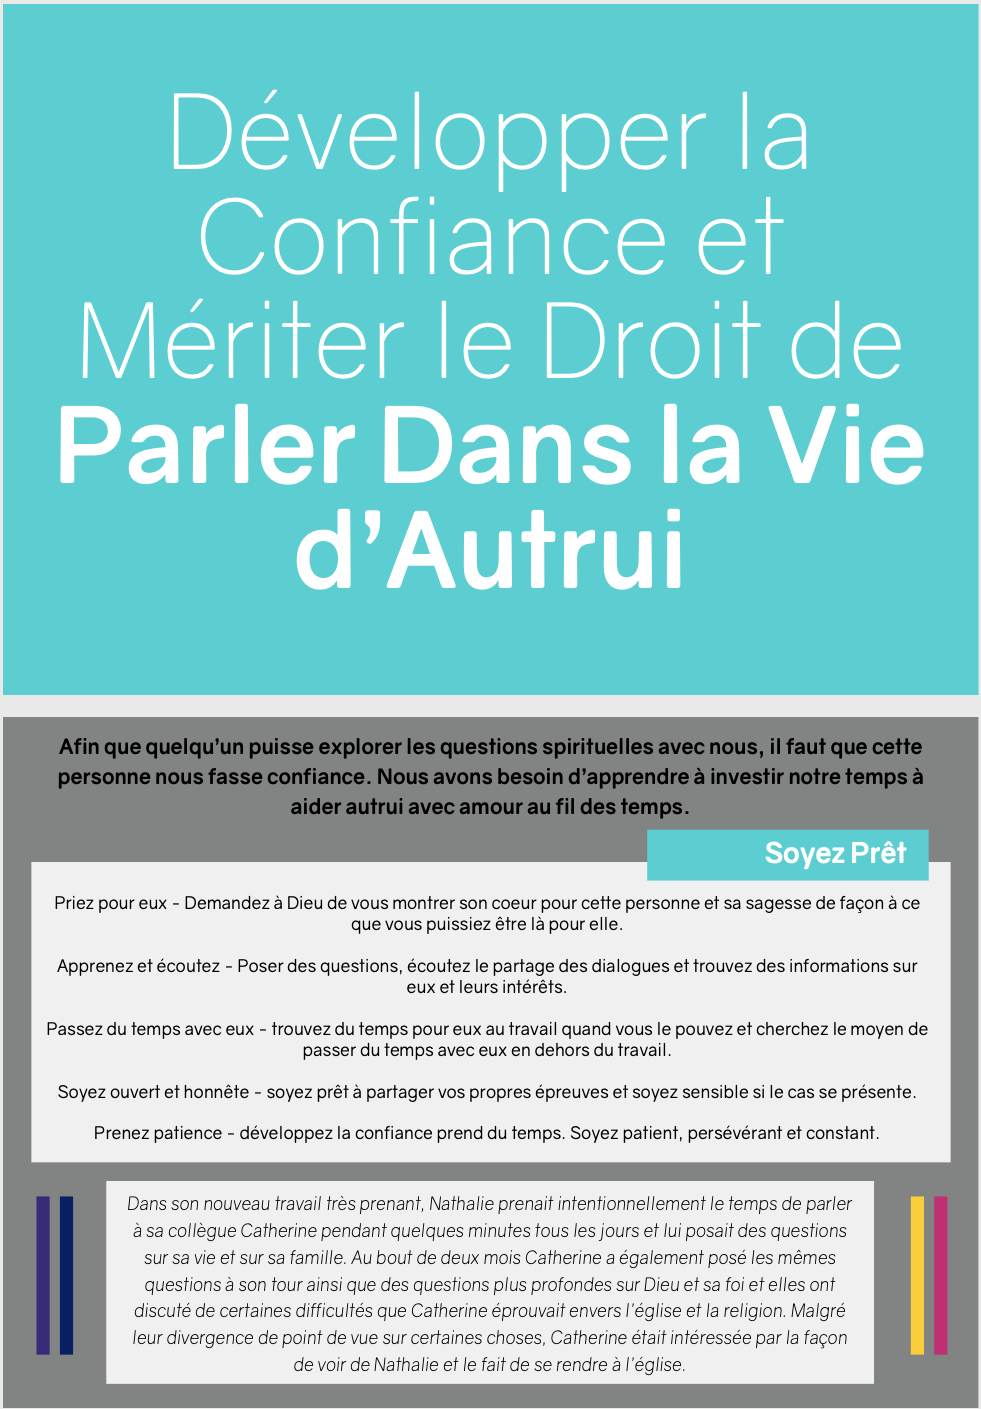 Développer la
Confiance et
Mériter le Droit de
Parler Dans la Vie
d’Autrui
Afin que quelqu’un puisse explorer les questions spirituelles avec nous, il faut que cette
personne nous fasse confiance. Nous avons besoin d’apprendre à investir notre temps à
aider autrui avec amour au fil des temps.
Soyez Prêt
Priez pour eux - Demandez à Dieu de vous montrer son coeur pour cette personne et sa sagesse de façon à ce
que vous puissiez être là pour elle.
Apprenez et écoutez - Poser des questions, écoutez le partage des dialogues et trouvez des informations sur
eux et leurs intérêts.
Passez du temps avec eux - trouvez du temps pour eux au travail quand vous le pouvez et cherchez le moyen de
passer du temps avec eux en dehors du travail.
Soyez ouvert et honnête - soyez prêt à partager vos propres épreuves et soyez sensible si le cas se présente.
Prenez patience - développez la confiance prend du temps. Soyez patient, persévérant et constant.
Dans son nouveau travail très prenant, Nathalie prenait intentionnellement le temps de parler
à sa collègue Catherine pendant quelques minutes tous les jours et lui posait des questions
sur sa vie et sur sa famille. Au bout de deux mois Catherine a également posé les mêmes
questions à son tour ainsi que des questions plus profondes sur Dieu et sa foi et elles ont
discuté de certaines difficultés que Catherine éprouvait envers l’église et la religion. Malgré
leur divergence de point de vue sur certaines choses, Catherine était intéressée par la façon
de voir de Nathalie et le fait de se rendre à l’église.